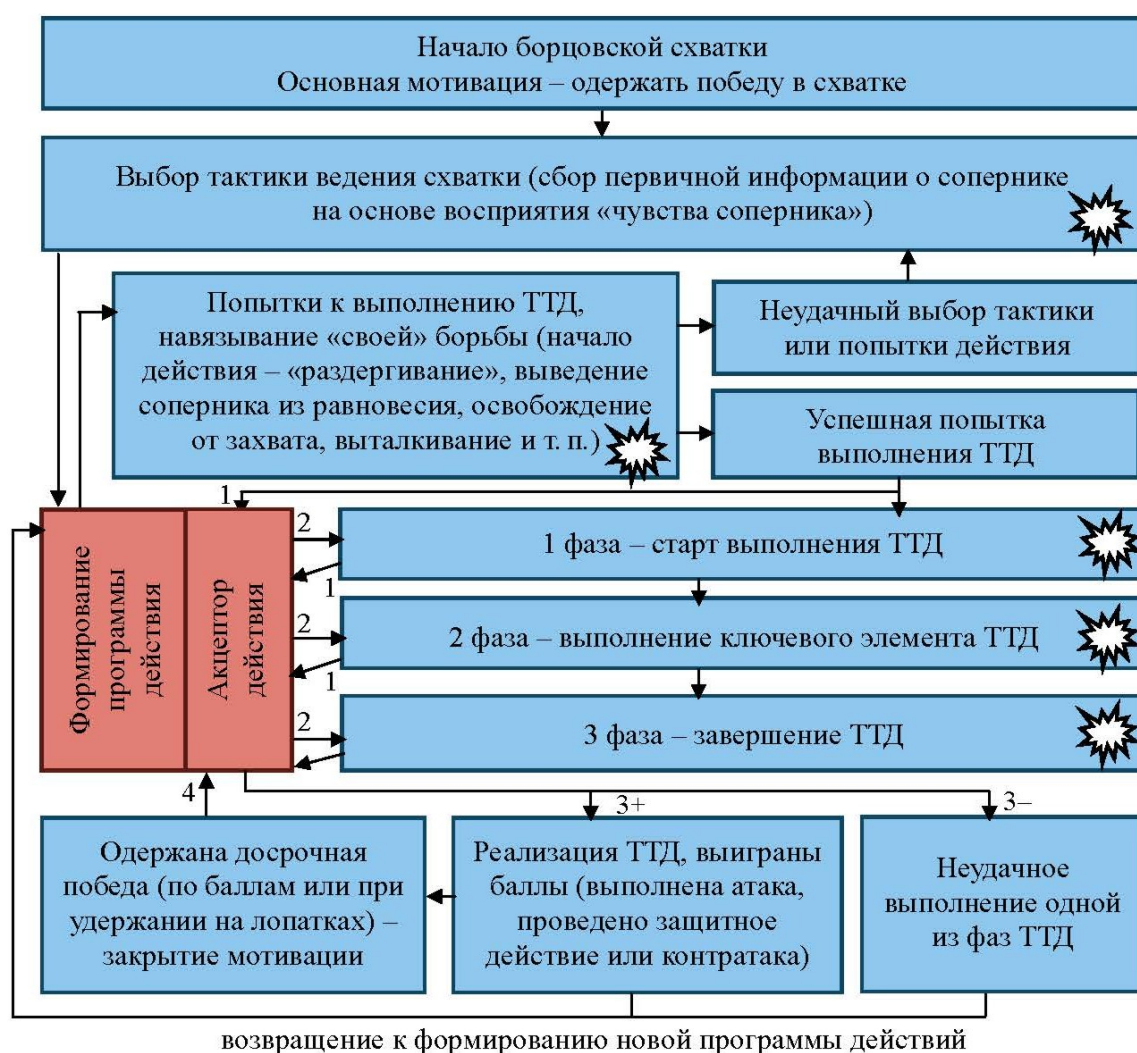 Начало борцовской схватки
Основная мотивация – одержать победу в схватке
Выбор тактики ведения схватки (сбор первичной информации о сопернике
на основе восприятия «чувства соперника»)
Попытки к выполнению ТТД,
навязывание «своей» борьбы (начало
действия – «раздергивание», выведение
соперника из равновесия, освобождение
от захвата, выталкивание и т. п.)
Неудачный выбор тактики
или попытки действия
Успешная попытка
выполнения ТТД
1
Формирование
программы
действия
Акцептор
действия
2
1 фаза – старт выполнения ТТД
1
2
2 фаза – выполнение ключевого элемента ТТД
1
2
3 фаза – завершение ТТД
4
3+
3–
Одержана досрочная
победа (по баллам или при
удержании на лопатках) –
закрытие мотивации
Реализация ТТД, выиграны
баллы (выполнена атака,
проведено защитное
действие или контратака)
Неудачное
выполнение одной
из фаз ТТД
возвращение к формированию новой программы действий